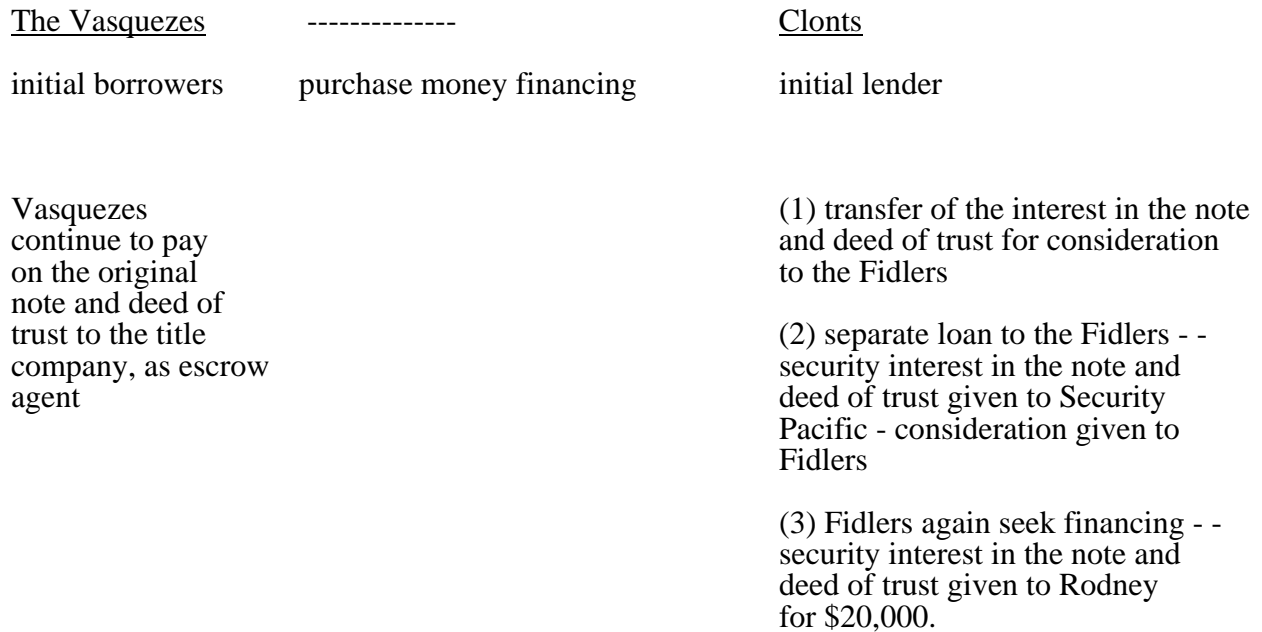 The Vasquezes -------------- Clonts
initial borrowers purchase money financing initial lender
Vasquezes
continue to pay
on the original
note and deed of
trust to the title
company, as escrow
agent
(1) transfer of the interest in the note
and deed of trust for consideration
to the Fidlers
(2) separate loan to the Fidlers - -
security interest in the note and
deed of trust given to Security
Pacific - consideration given to
Fidlers
(3) Fidlers again seek financing - -
security interest in the note and
deed of trust given to Rodney
for $20,000.